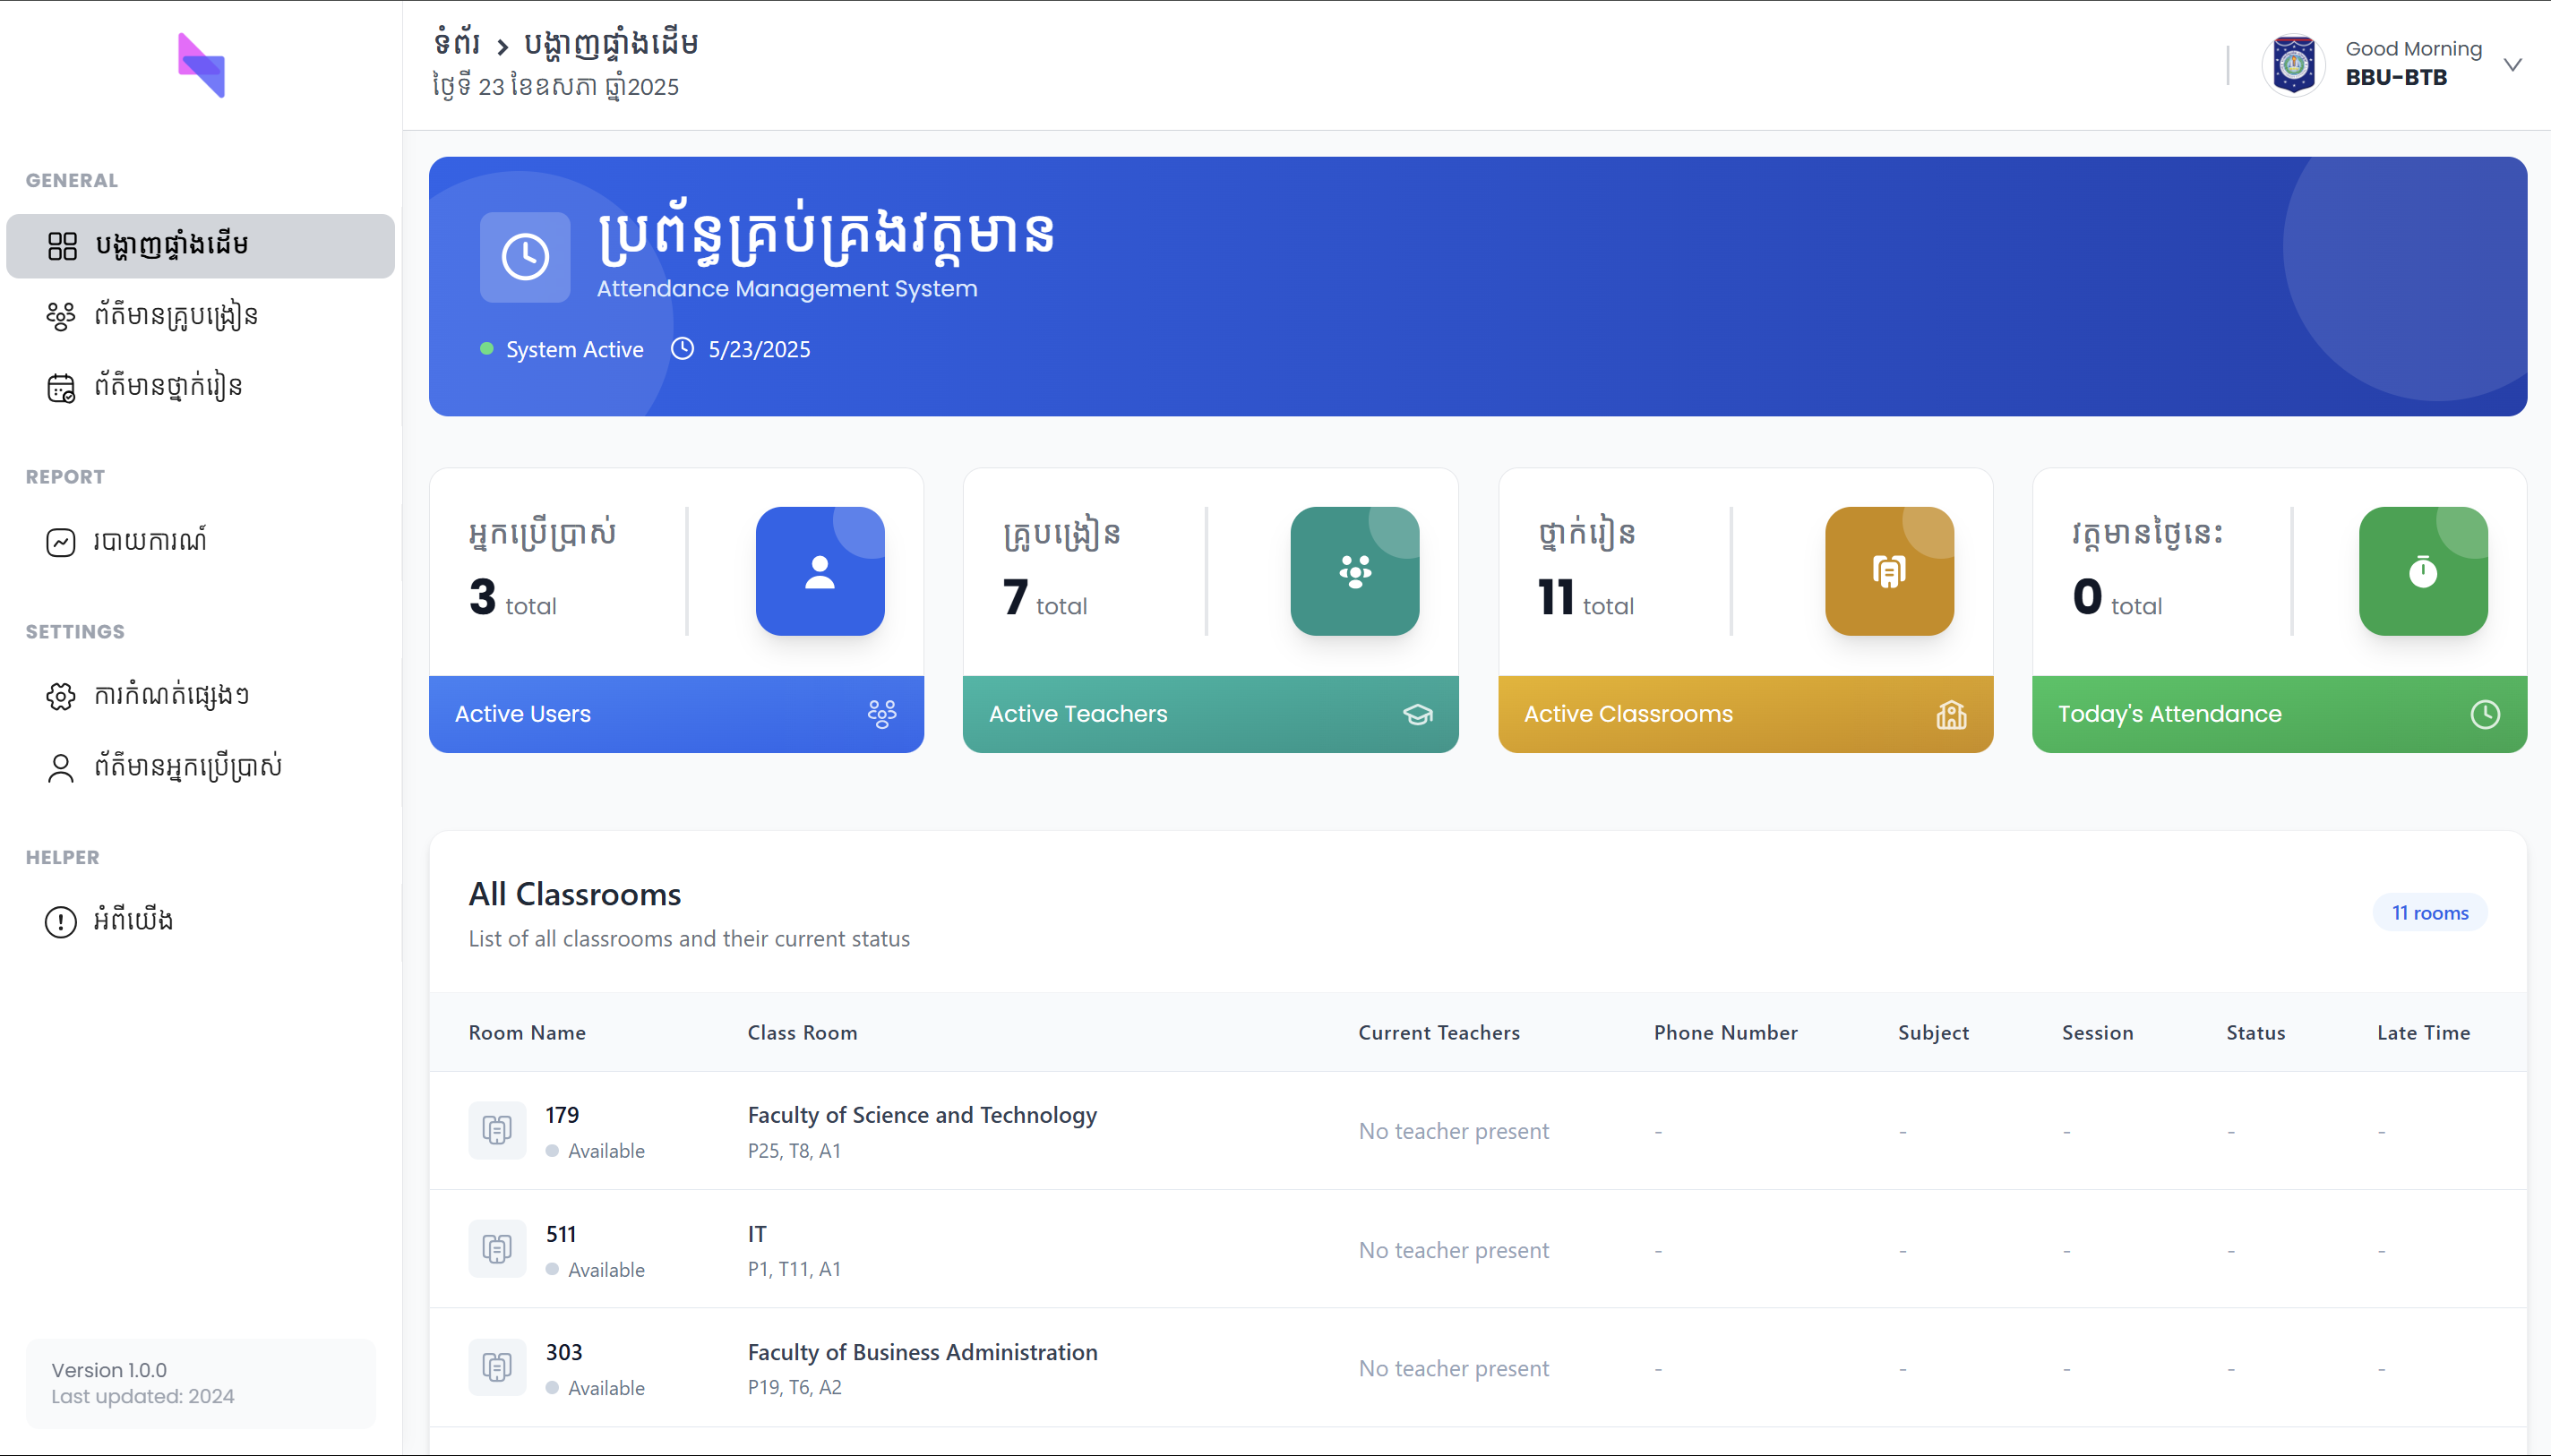 ទំព័រ > បង្ហាញផ្ទាំងដើម
ថ្ងៃទី 23 ខែឧសភា ឆ្នាំ2025
Good Morning
BBU-BTB
GENERAL
បង្ហាញផ្ទាំងដើម
ព័ត៌មានគ្រូបង្រៀន
ព័ត៌មានថ្នាក់រៀន
REPORT
របាយការណ៍
SETTINGS
ការកំណត់ផ្សេងៗ
ព័ត៌មានអ្នកប្រើប្រាស់
HELPER
អំពីយើង
Version 1.0.0
Last updated: 2024
ប្រព័ន្ធគ្រប់គ្រងវត្តមាន
Attendance Management System
System Active 5/23/2025
អ្នកប្រើប្រាស់
3 total
Active Users
គ្រូបង្រៀន
7 total
Active Teachers
ថ្នាក់រៀន
11 total
Active Classrooms
វត្តមានថ្ងៃនេះ
0 total
Today's Attendance
All Classrooms
List of all classrooms and their current status
11 rooms
Room Name Class Room Current Teachers Phone Number Subject Session Status Late Time
179 Faculty of Science and Technology
Available P25, T8, A1 No teacher present - - - - -
511 IT
Available P1, T11, A1 No teacher present - - - - -
303 Faculty of Business Administration
Available P19, T6, A2 No teacher present - - - - -